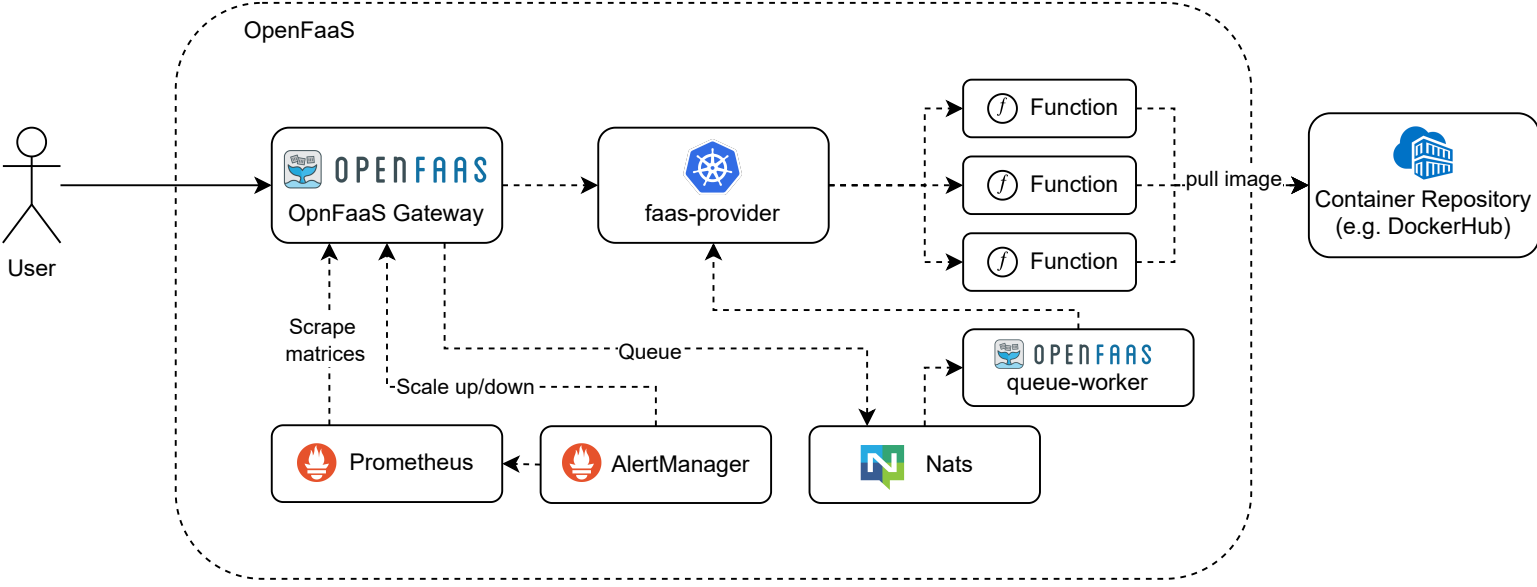 OpenFaaS
OPENFAAS
OpnFaaS Gateway
faas-provider
f Function
f Function
f Function
pull image
Container Repository
(e.g. DockerHub)
User
Scrape
matrices
Queue
Scale up/down
OPENFAAS
queue-worker
Prometheus
AlertManager
N Nats